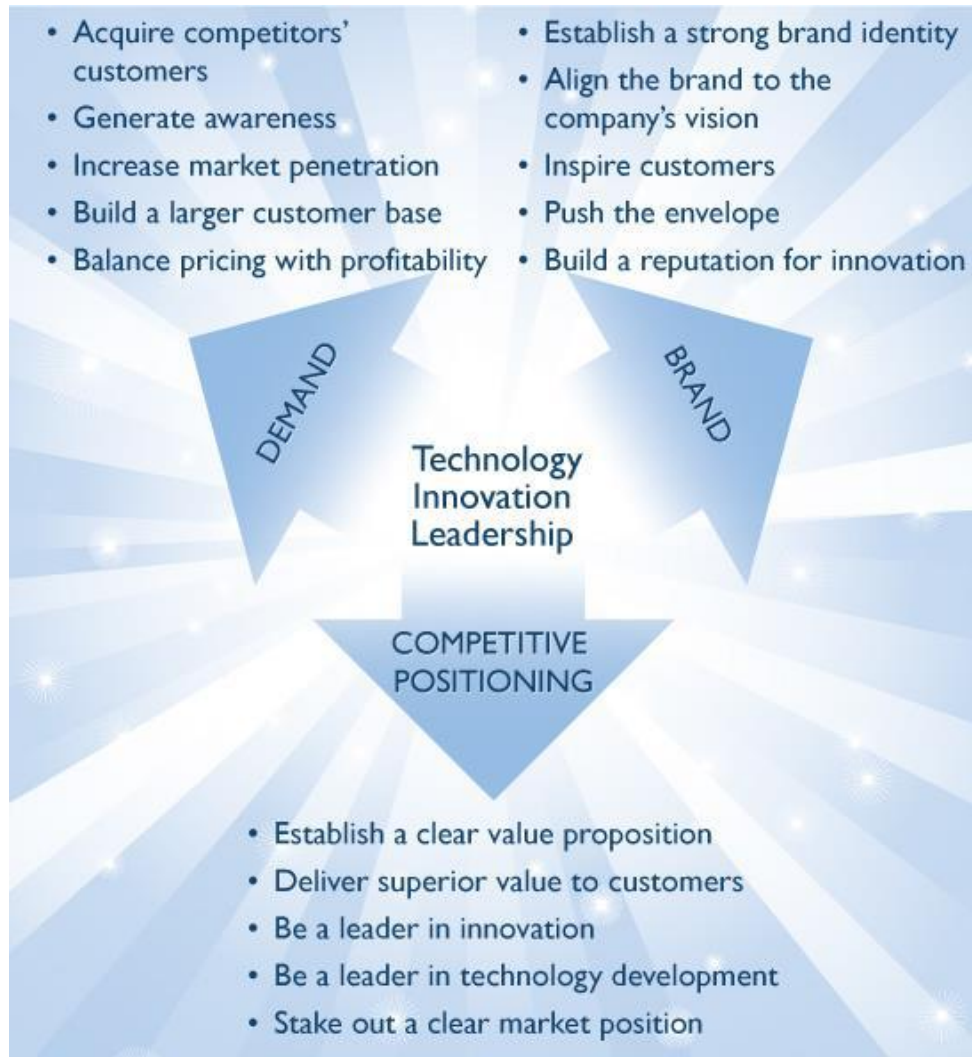 • Acquire competitors’
customers
• Generate awareness
• Increase market penetration
• Build a larger customer base
• Balance pricing with profitability
• Establish a strong brand identity
• Align the brand to the
company’s vision
• Inspire customers
• Push the envelope
• Build a reputation for innovation
DEMAND
BRAND
Technology
Innovation
Leadership
COMPETITIVE
POSITIONING
• Establish a clear value proposition
• Deliver superior value to customers
• Be a leader in innovation
• Be a leader in technology development
• Stake out a clear market position